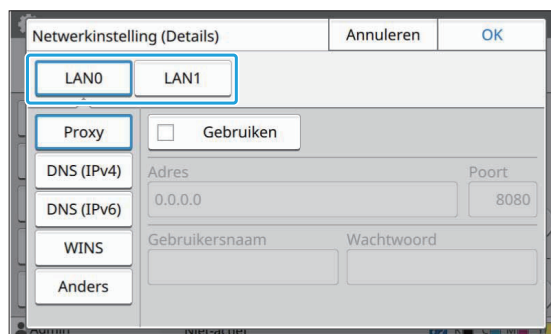 Netwerkinstelling (Details) Annuleren OK
LAN0 LAN1
Proxy Gebruiken
DNS (IPv4) Adres Poort
0.0.0.0 8080
DNS (IPv6)
Gebruikersnaam Wachtwoord
WINS
Anders
Admin